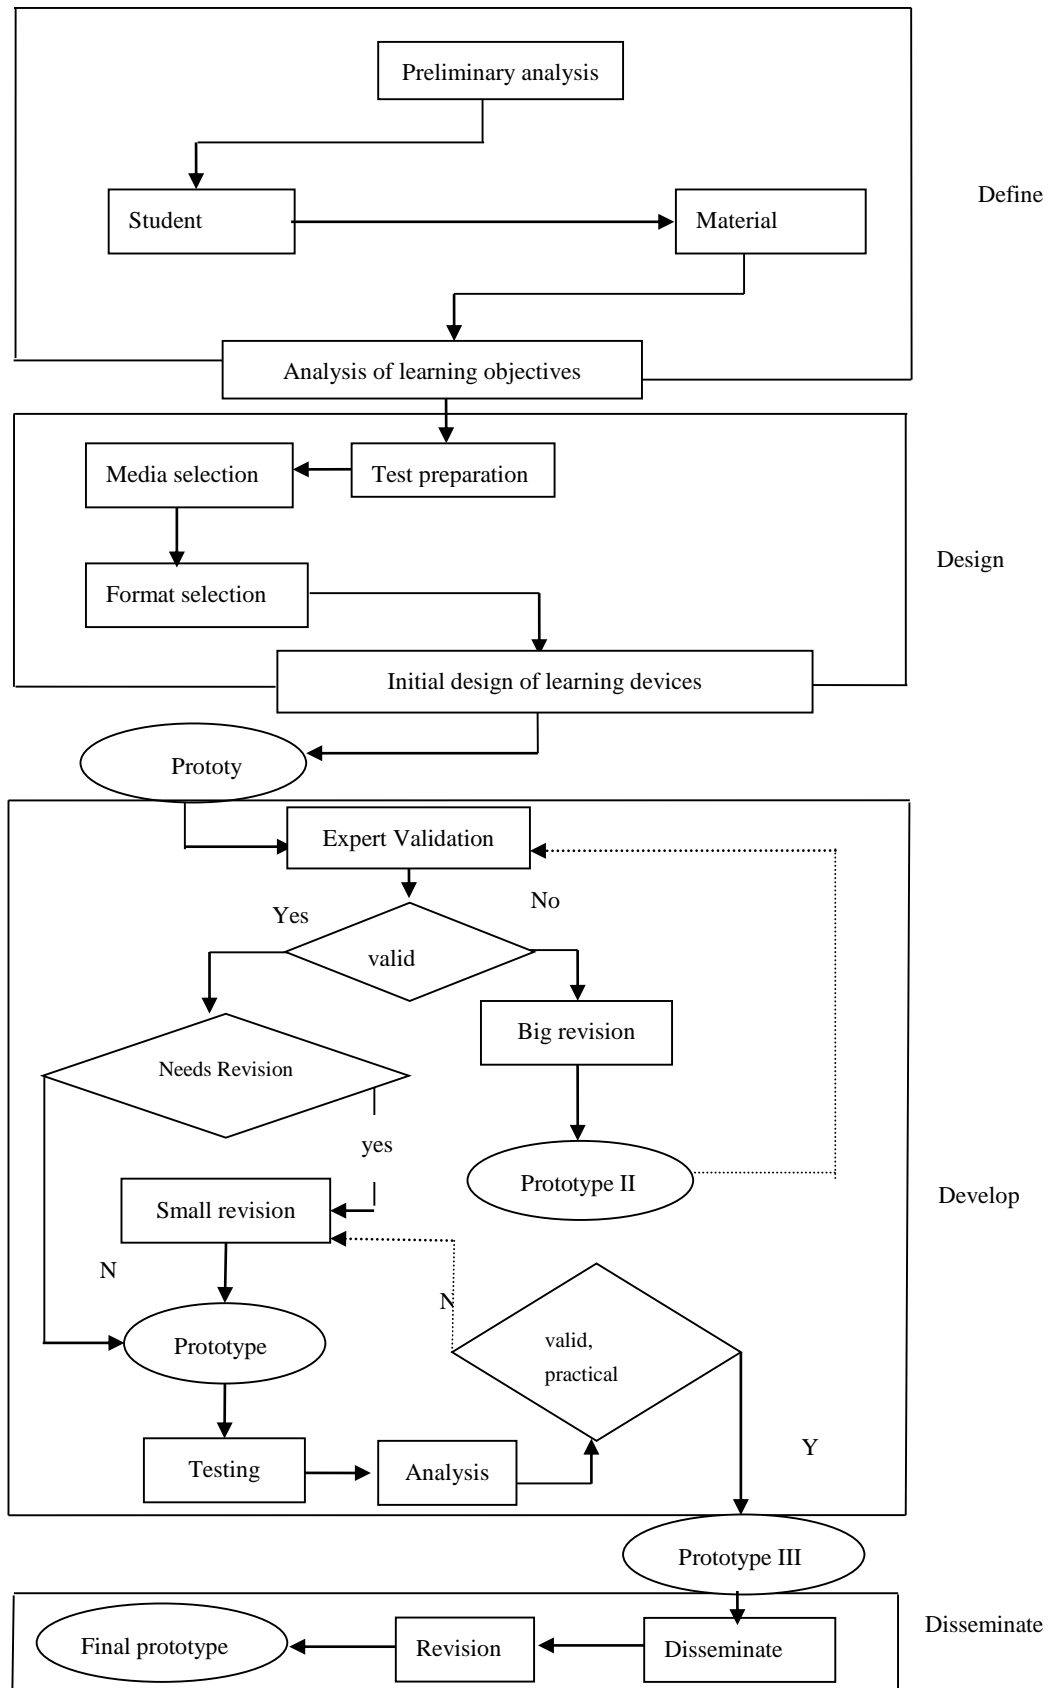 Preliminary analysis
Define
Student
Material
Analysis of learning objectives
Media selection
Test preparation
Design
Format selection
Initial design of learning devices
Prototy
Expert Validation
Yes
No
valid
Big revision
Needs Revision
yes
Prototype II
Small revision
Develop
N
N
valid,
practical
Prototype
Y
Testing
Analysis
Prototype III
Disseminate
Final prototype
Revision
Disseminate